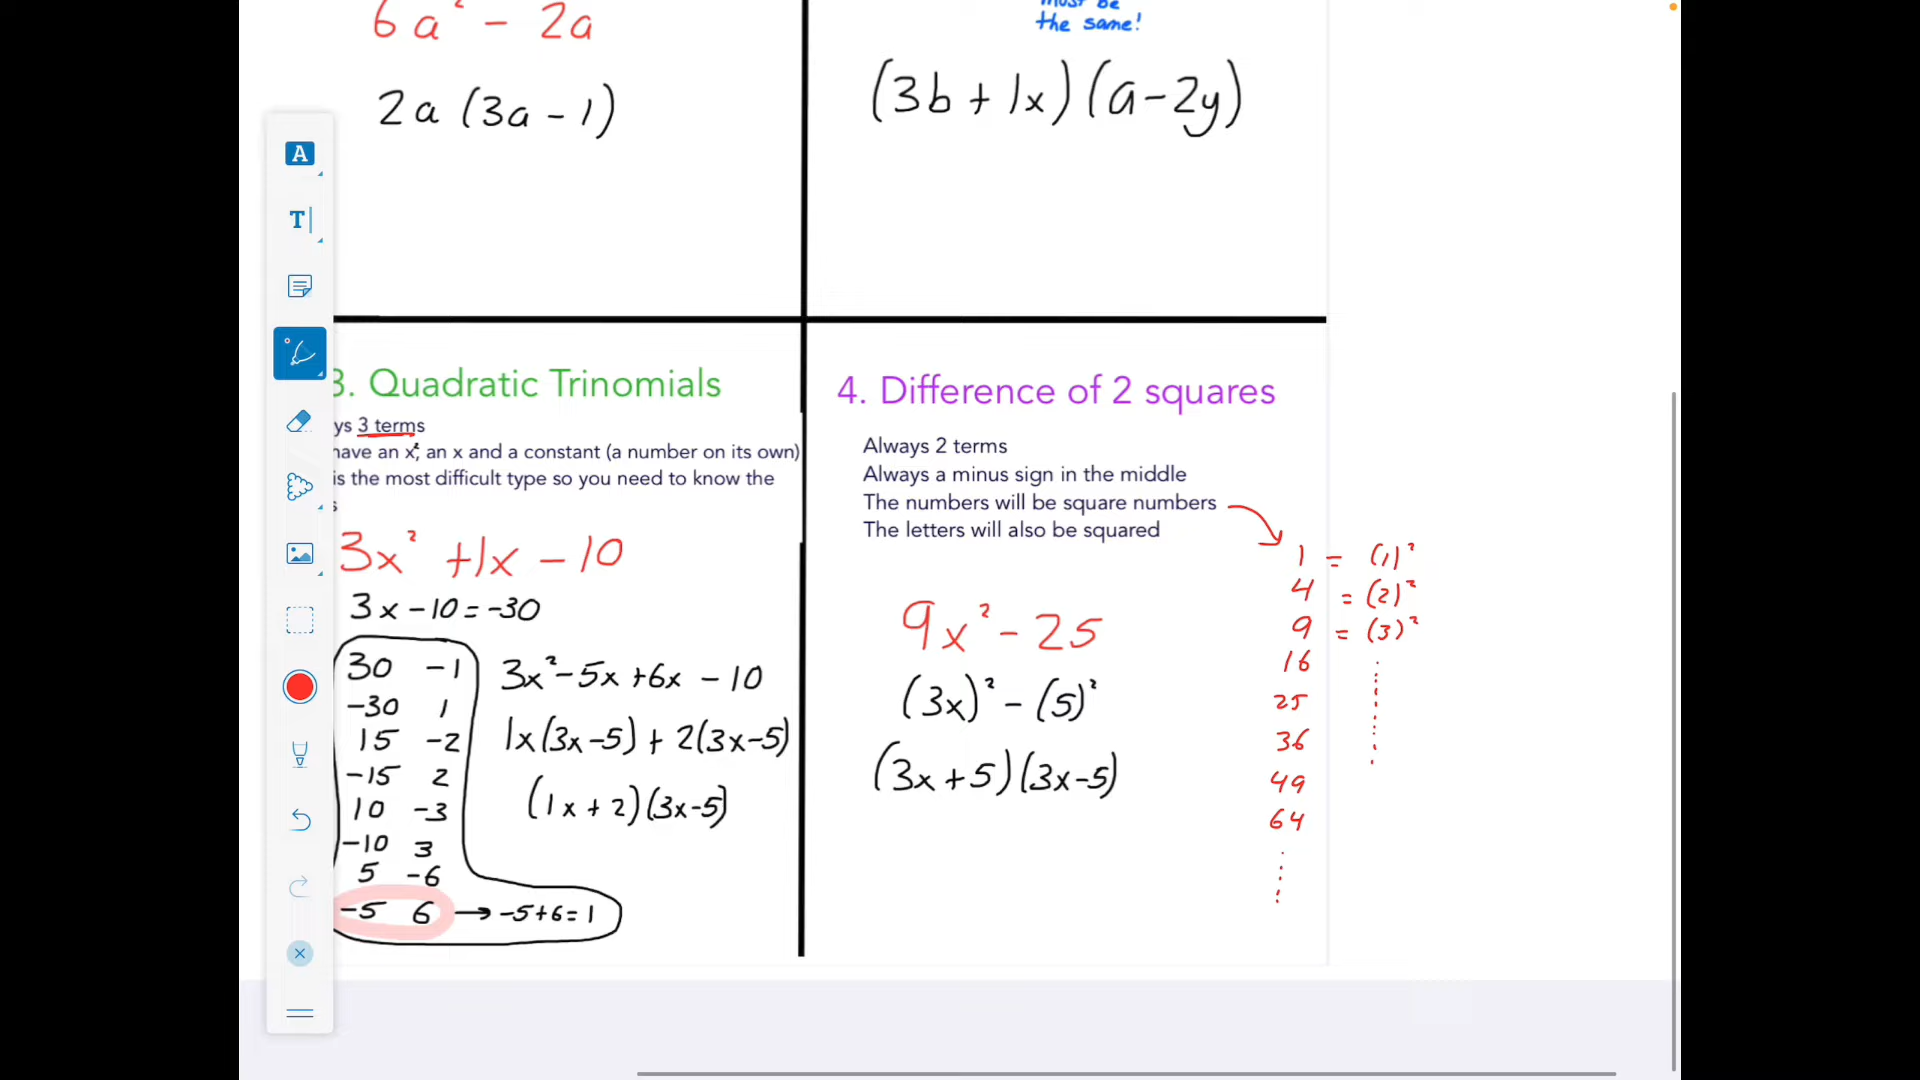 6a² - 2a
2a (3a - 1)
must be
the same!
(3b + 1x)(a - 2y)
A
T
3. Quadratic Trinomials
ys 3 terms
have an x², an x and a constant (a number on its own)
is the most difficult type so you need to know the
s
3x² + 1x - 10
3 x -10 = -30
30 -1
-30 1
15 -2
-15 2
10 -3
-10 3
5 -6
-5 6 → -5+6=1
3x² - 5x + 6x - 10
1x(3x-5) + 2(3x-5)
(1x + 2)(3x-5)
4. Difference of 2 squares
Always 2 terms
Always a minus sign in the middle
The numbers will be square numbers
The letters will also be squared
9x² - 25
(3x)² - (5)²
(3x + 5)(3x - 5)
1 = (1)²
4 = (2)²
9 = (3)²
16
25
36
49
64